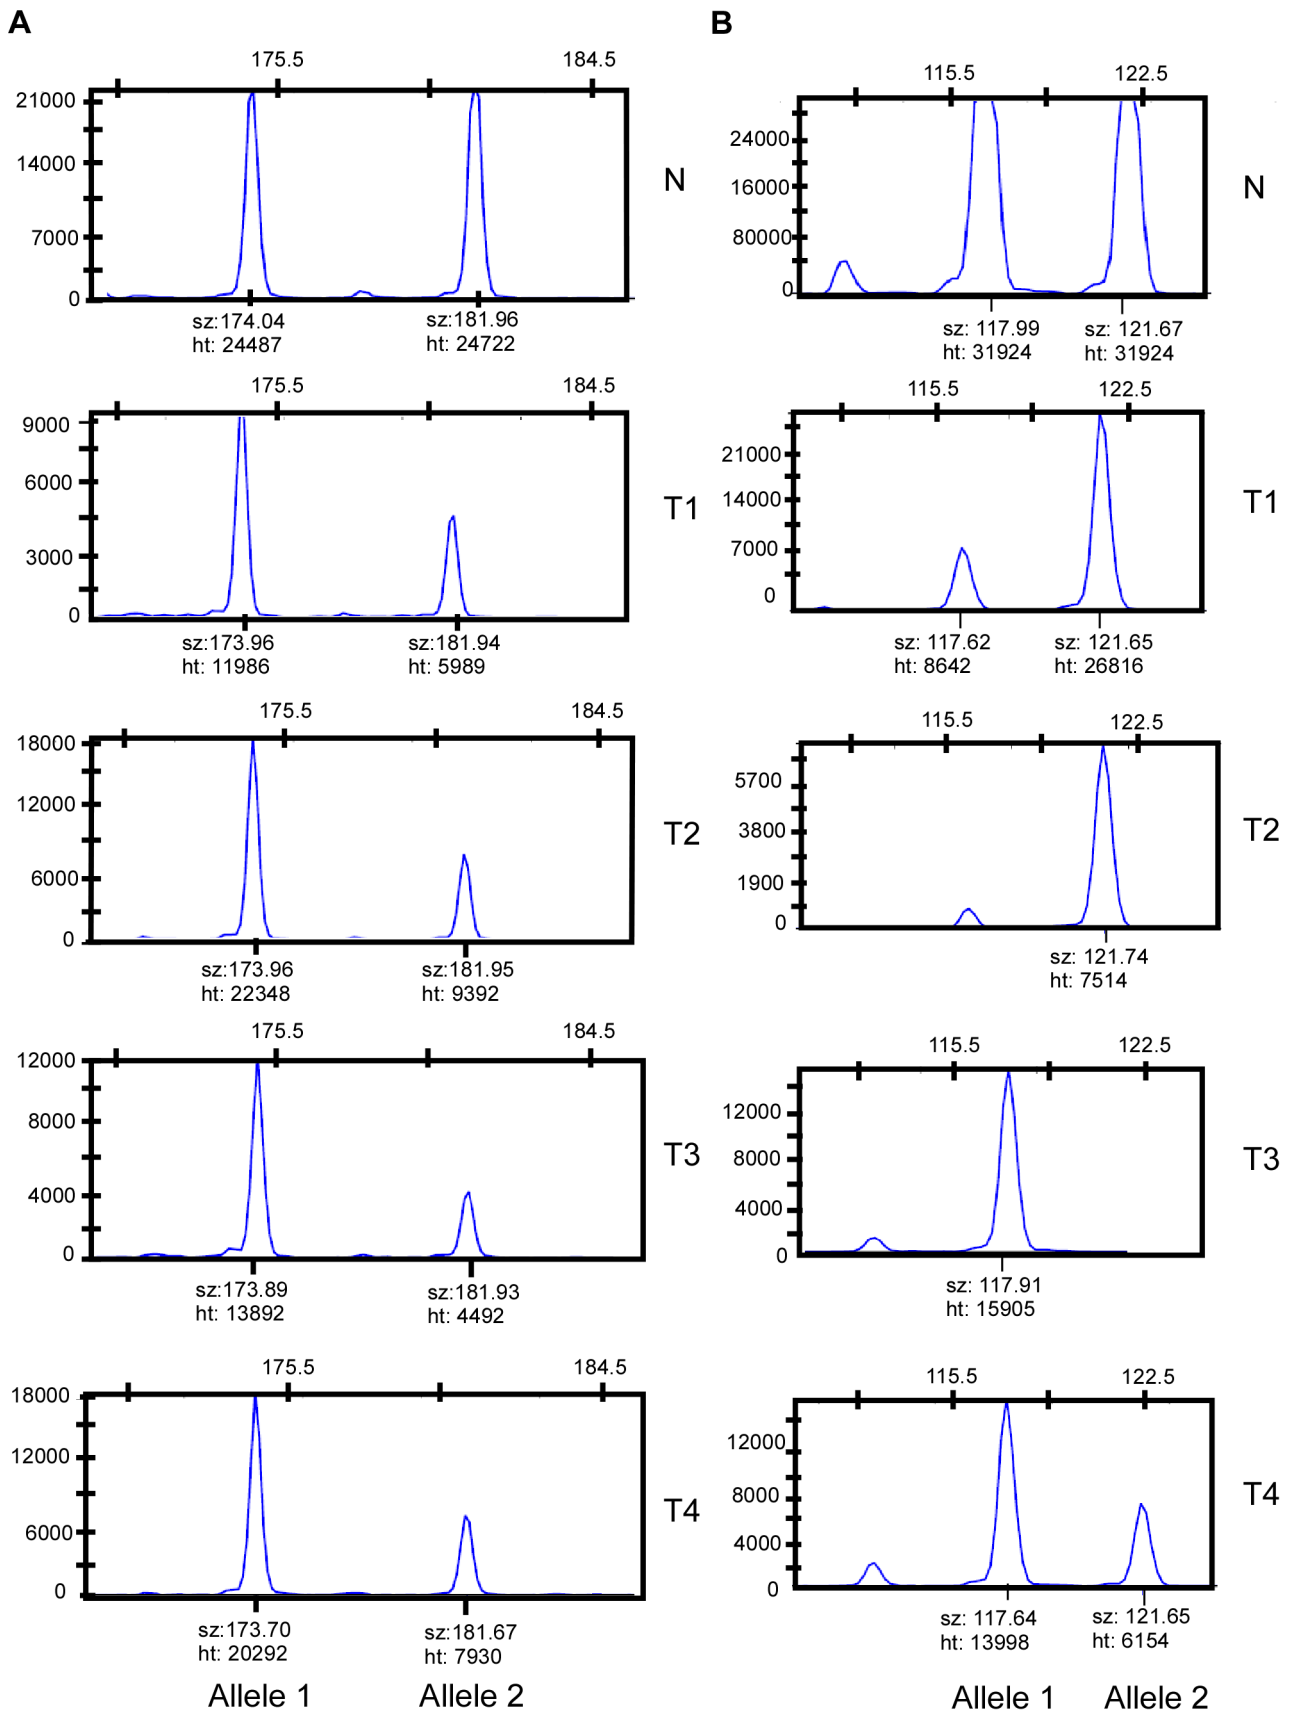 A
175.5 184.5
21000
14000
7000
0
N
sz:174.04
ht: 24487
sz:181.96
ht: 24722
175.5 184.5
9000
6000
3000
0
T1
sz:173.96
ht: 11986
sz:181.94
ht: 5989
175.5 184.5
18000
12000
6000
0
T2
sz:173.96
ht: 22348
sz:181.95
ht: 9392
175.5 184.5
12000
8000
4000
0
T3
sz:173.89
ht: 13892
sz:181.93
ht: 4492
175.5 184.5
18000
12000
6000
0
T4
sz:173.70
ht: 20292
sz:181.67
ht: 7930
Allele 1 Allele 2
B
115.5 122.5
24000
16000
80000
0
N
sz: 117.99
ht: 31924
sz: 121.67
ht: 31924
115.5 122.5
21000
14000
7000
0
T1
sz: 117.62
ht: 8642
sz: 121.65
ht: 26816
115.5 122.5
5700
3800
1900
0
T2
sz: 121.74
ht: 7514
115.5 122.5
12000
8000
4000
0
T3
sz: 117.91
ht: 15905
115.5 122.5
12000
8000
4000
0
T4
sz: 117.64
ht: 13998
sz: 121.65
ht: 6154
Allele 1 Allele 2